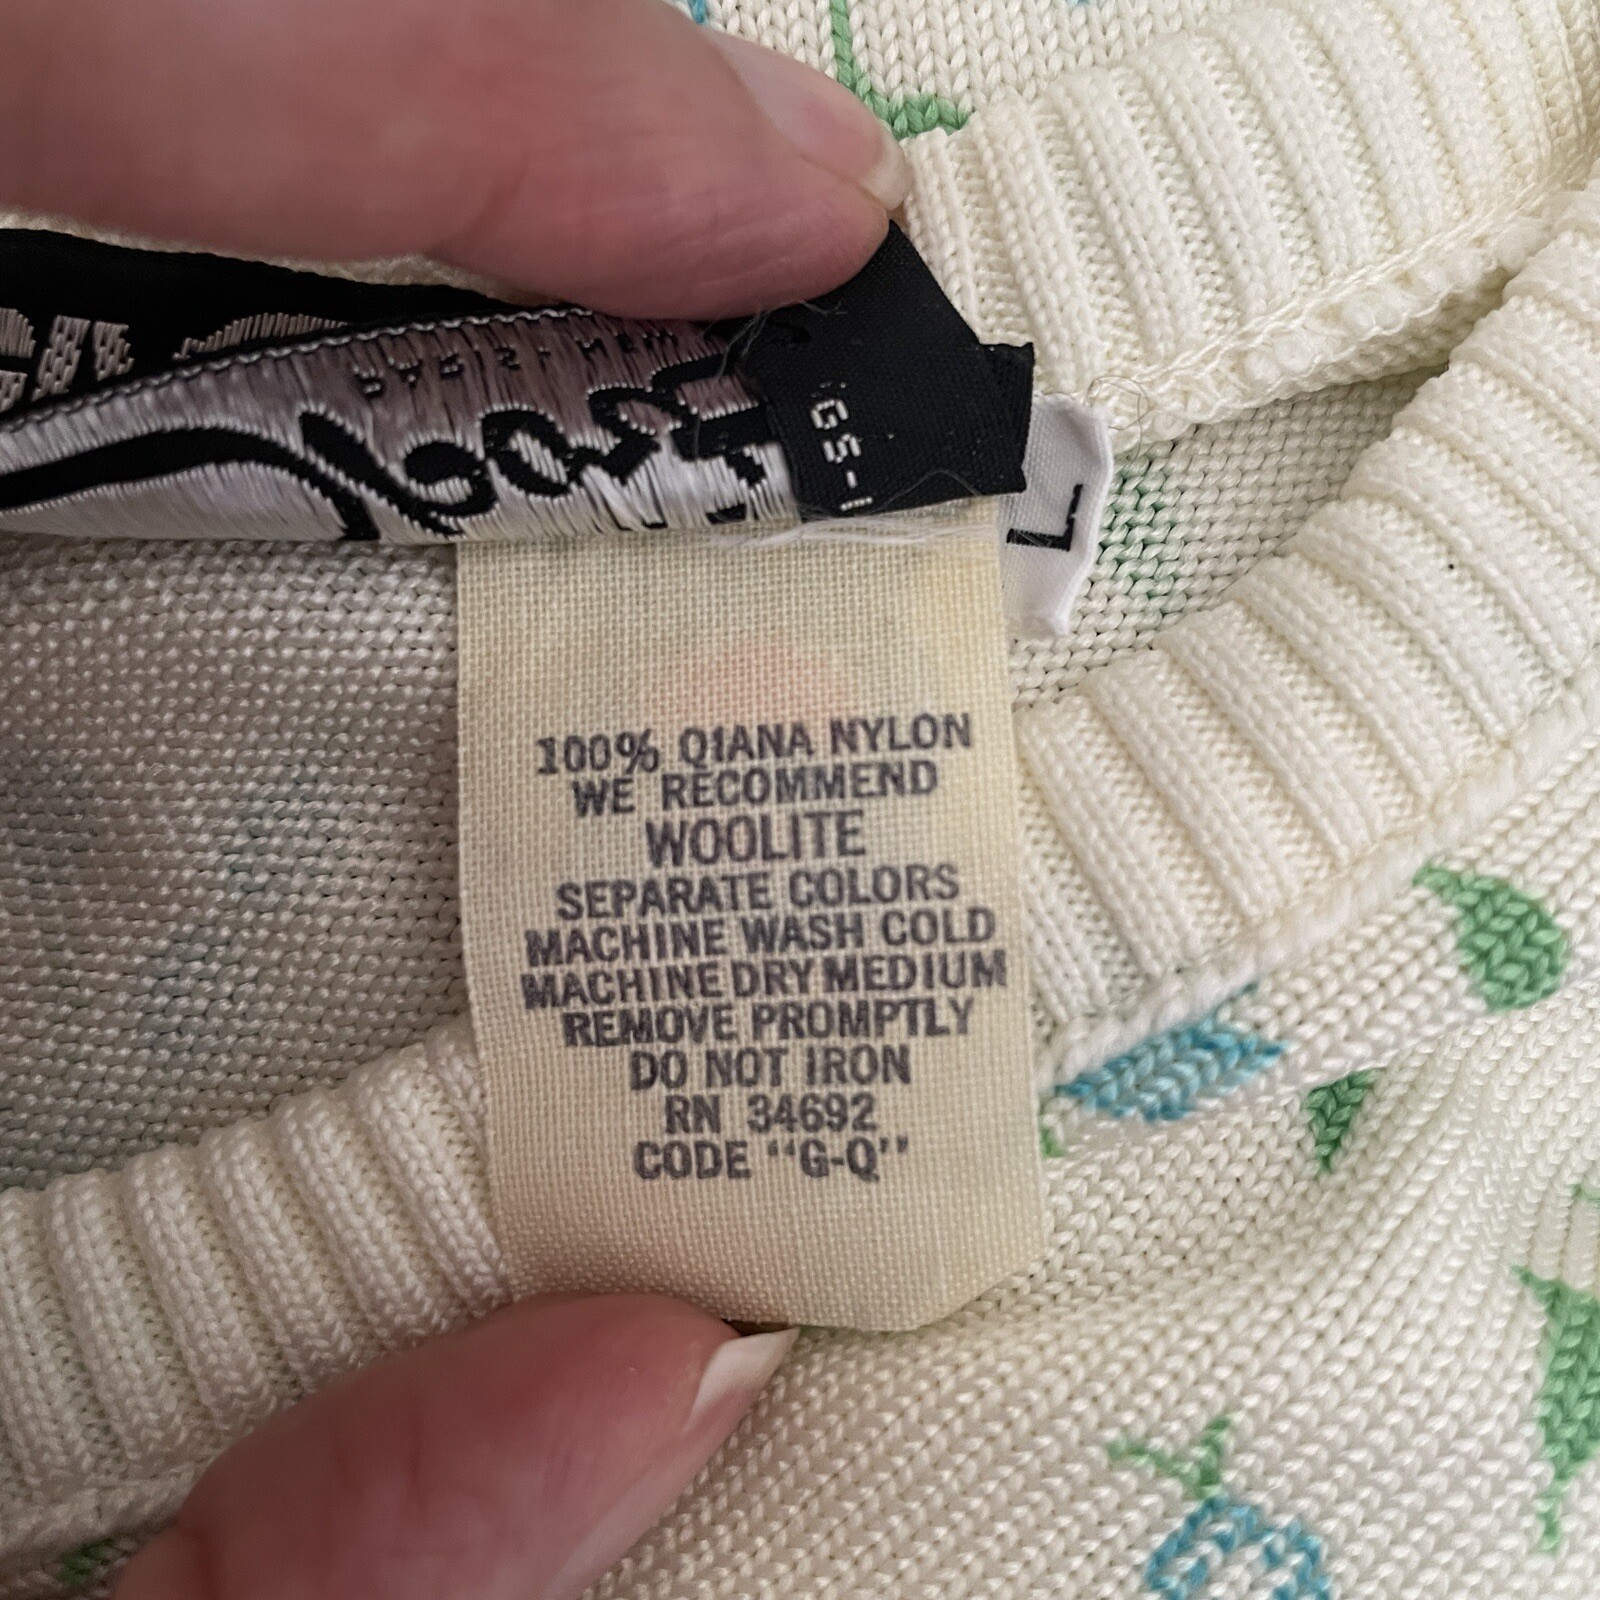 L
100% QIANA NYLON
WE RECOMMEND
WOOLITE
SEPARATE COLORS
MACHINE WASH COLD
MACHINE DRY MEDIUM
REMOVE PROMPTLY
DO NOT IRON
RN 34692
CODE "G-Q"